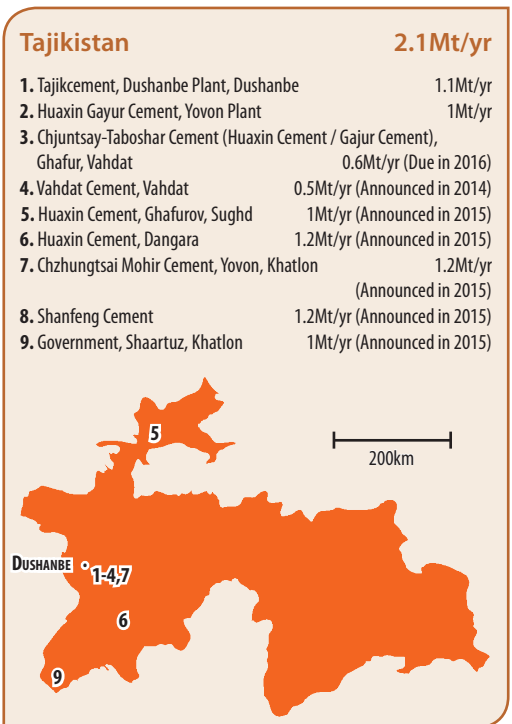 Tajikistan 2.1Mt/yr
1. Tajikcement, Dushanbe Plant, Dushanbe 1.1Mt/yr
2. Huaxin Gayur Cement, Yovon Plant 1Mt/yr
3. Chjuntsay-Taboshar Cement (Huaxin Cement / Gajur Cement),
Ghafur, Vahdat 0.6Mt/yr (Due in 2016)
4. Vahdat Cement, Vahdat 0.5Mt/yr (Announced in 2014)
5. Huaxin Cement, Ghafurov, Sughd 1Mt/yr (Announced in 2015)
6. Huaxin Cement, Dangara 1.2Mt/yr (Announced in 2015)
7. Chzhungtsai Mohir Cement, Yovon, Khatlon 1.2Mt/yr
(Announced in 2015)
8. Shanfeng Cement 1.2Mt/yr (Announced in 2015)
9. Government, Shaartuz, Khatlon 1Mt/yr (Announced in 2015)
5
200km
DUSHANBE 1-4,7
6
9